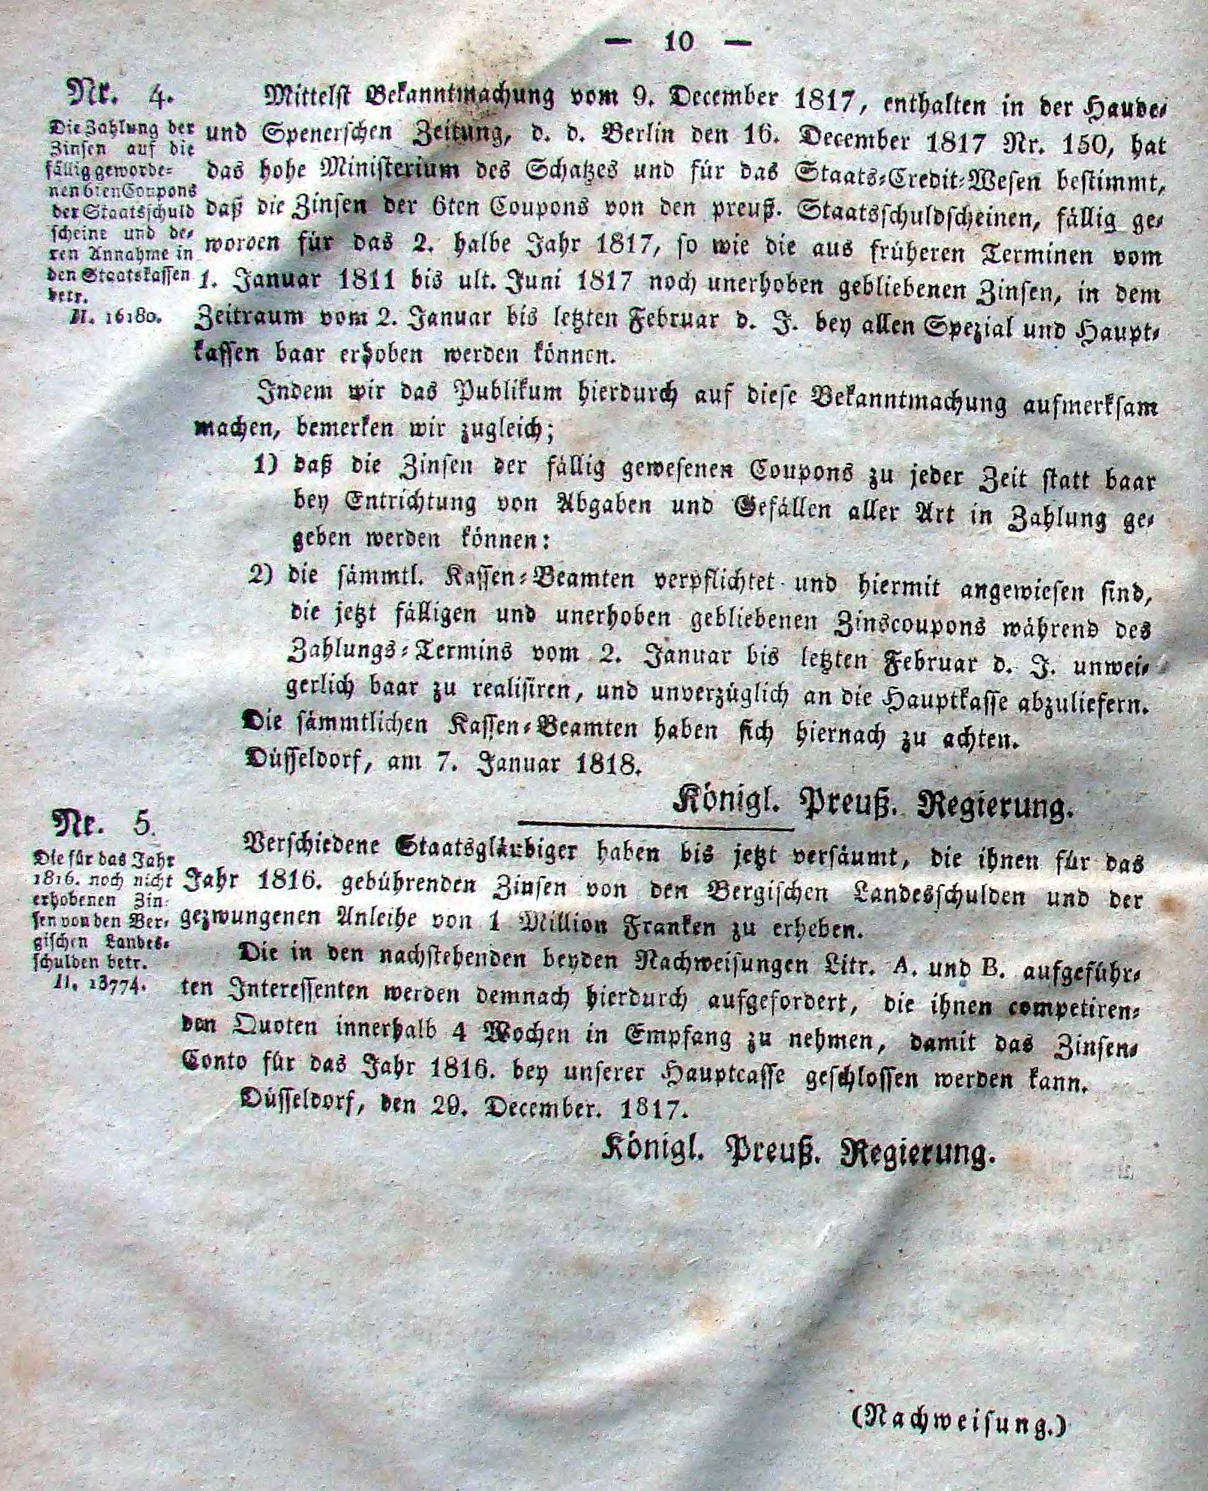 — 10 —
Nr. 4.
Die Zahlung der
Zinsen auf die
fällig geworde-
nen 6ten Coupons
der Staatsschuld
scheine und de-
ren Annahme in
den Staatskassen
betr.
II. 16180.
Mittelst Bekanntmachung vom 9. December 1817, enthalten in der Haude-
und Spenerschen Zeitung, d. d. Berlin den 16. December 1817 Nr. 150, hat
das hohe Ministerium des Schatzes und für das Staats-Credit-Wesen bestimmt,
daß die Zinsen der 6ten Coupons von den preuß. Staatsschuldscheinen, fällig ge-
worden für das 2. halbe Jahr 1817, so wie die aus früheren Terminen vom
1. Januar 1811 bis ult. Juni 1817 noch unerhoben gebliebenen Zinsen, in dem
Zeitraum vom 2. Januar bis letzten Februar d. J. bey allen Spezial und Haupt-
kassen baar erhoben werden können.
Indem wir das Publikum hierdurch auf diese Bekanntmachung aufmerksam
machen, bemerken wir zugleich;
1) daß die Zinsen der fällig gewesenen Coupons zu jeder Zeit statt baar
bey Entrichtung von Abgaben und Gefällen aller Art in Zahlung ge-
geben werden können:
2) die sämmtl. Kassen-Beamten verpflichtet und hiermit angewiesen sind,
die jetzt fälligen und unerhoben gebliebenen Zinscoupons während des
Zahlungs-Termins vom 2. Januar bis letzten Februar d. J. unwei-
gerlich baar zu realisiren, und unverzüglich an die Hauptkasse abzuliefern.
Die sämmtlichen Kassen-Beamten haben sich hiernach zu achten.
Düsseldorf, am 7. Januar 1818.
Königl. Preuß. Regierung.
Nr. 5.
Die für das Jahr
1816. noch nicht
erhobenen Zin-
sen von den Ber-
gischen Landes-
schulden betr.
II. 13774.
Verschiedene Staatsgläubiger haben bis jetzt versäumt, die ihnen für das
Jahr 1816. gebührenden Zinsen von den Bergischen Landesschulden und der
gezwungenen Anleihe von 1 Million Franken zu erheben.
Die in den nachstehenden beyden Nachweisungen Litr. A. und B. aufgeführ-
ten Interessenten werden demnach hierdurch aufgefordert, die ihnen competiren-
den Quoten innerhalb 4 Wochen in Empfang zu nehmen, damit das Zinsen-
Conto für das Jahr 1816. bey unserer Hauptcasse geschlossen werden kann.
Düsseldorf, den 29. December. 1817.
Königl. Preuß. Regierung.
(Nachweisung.)